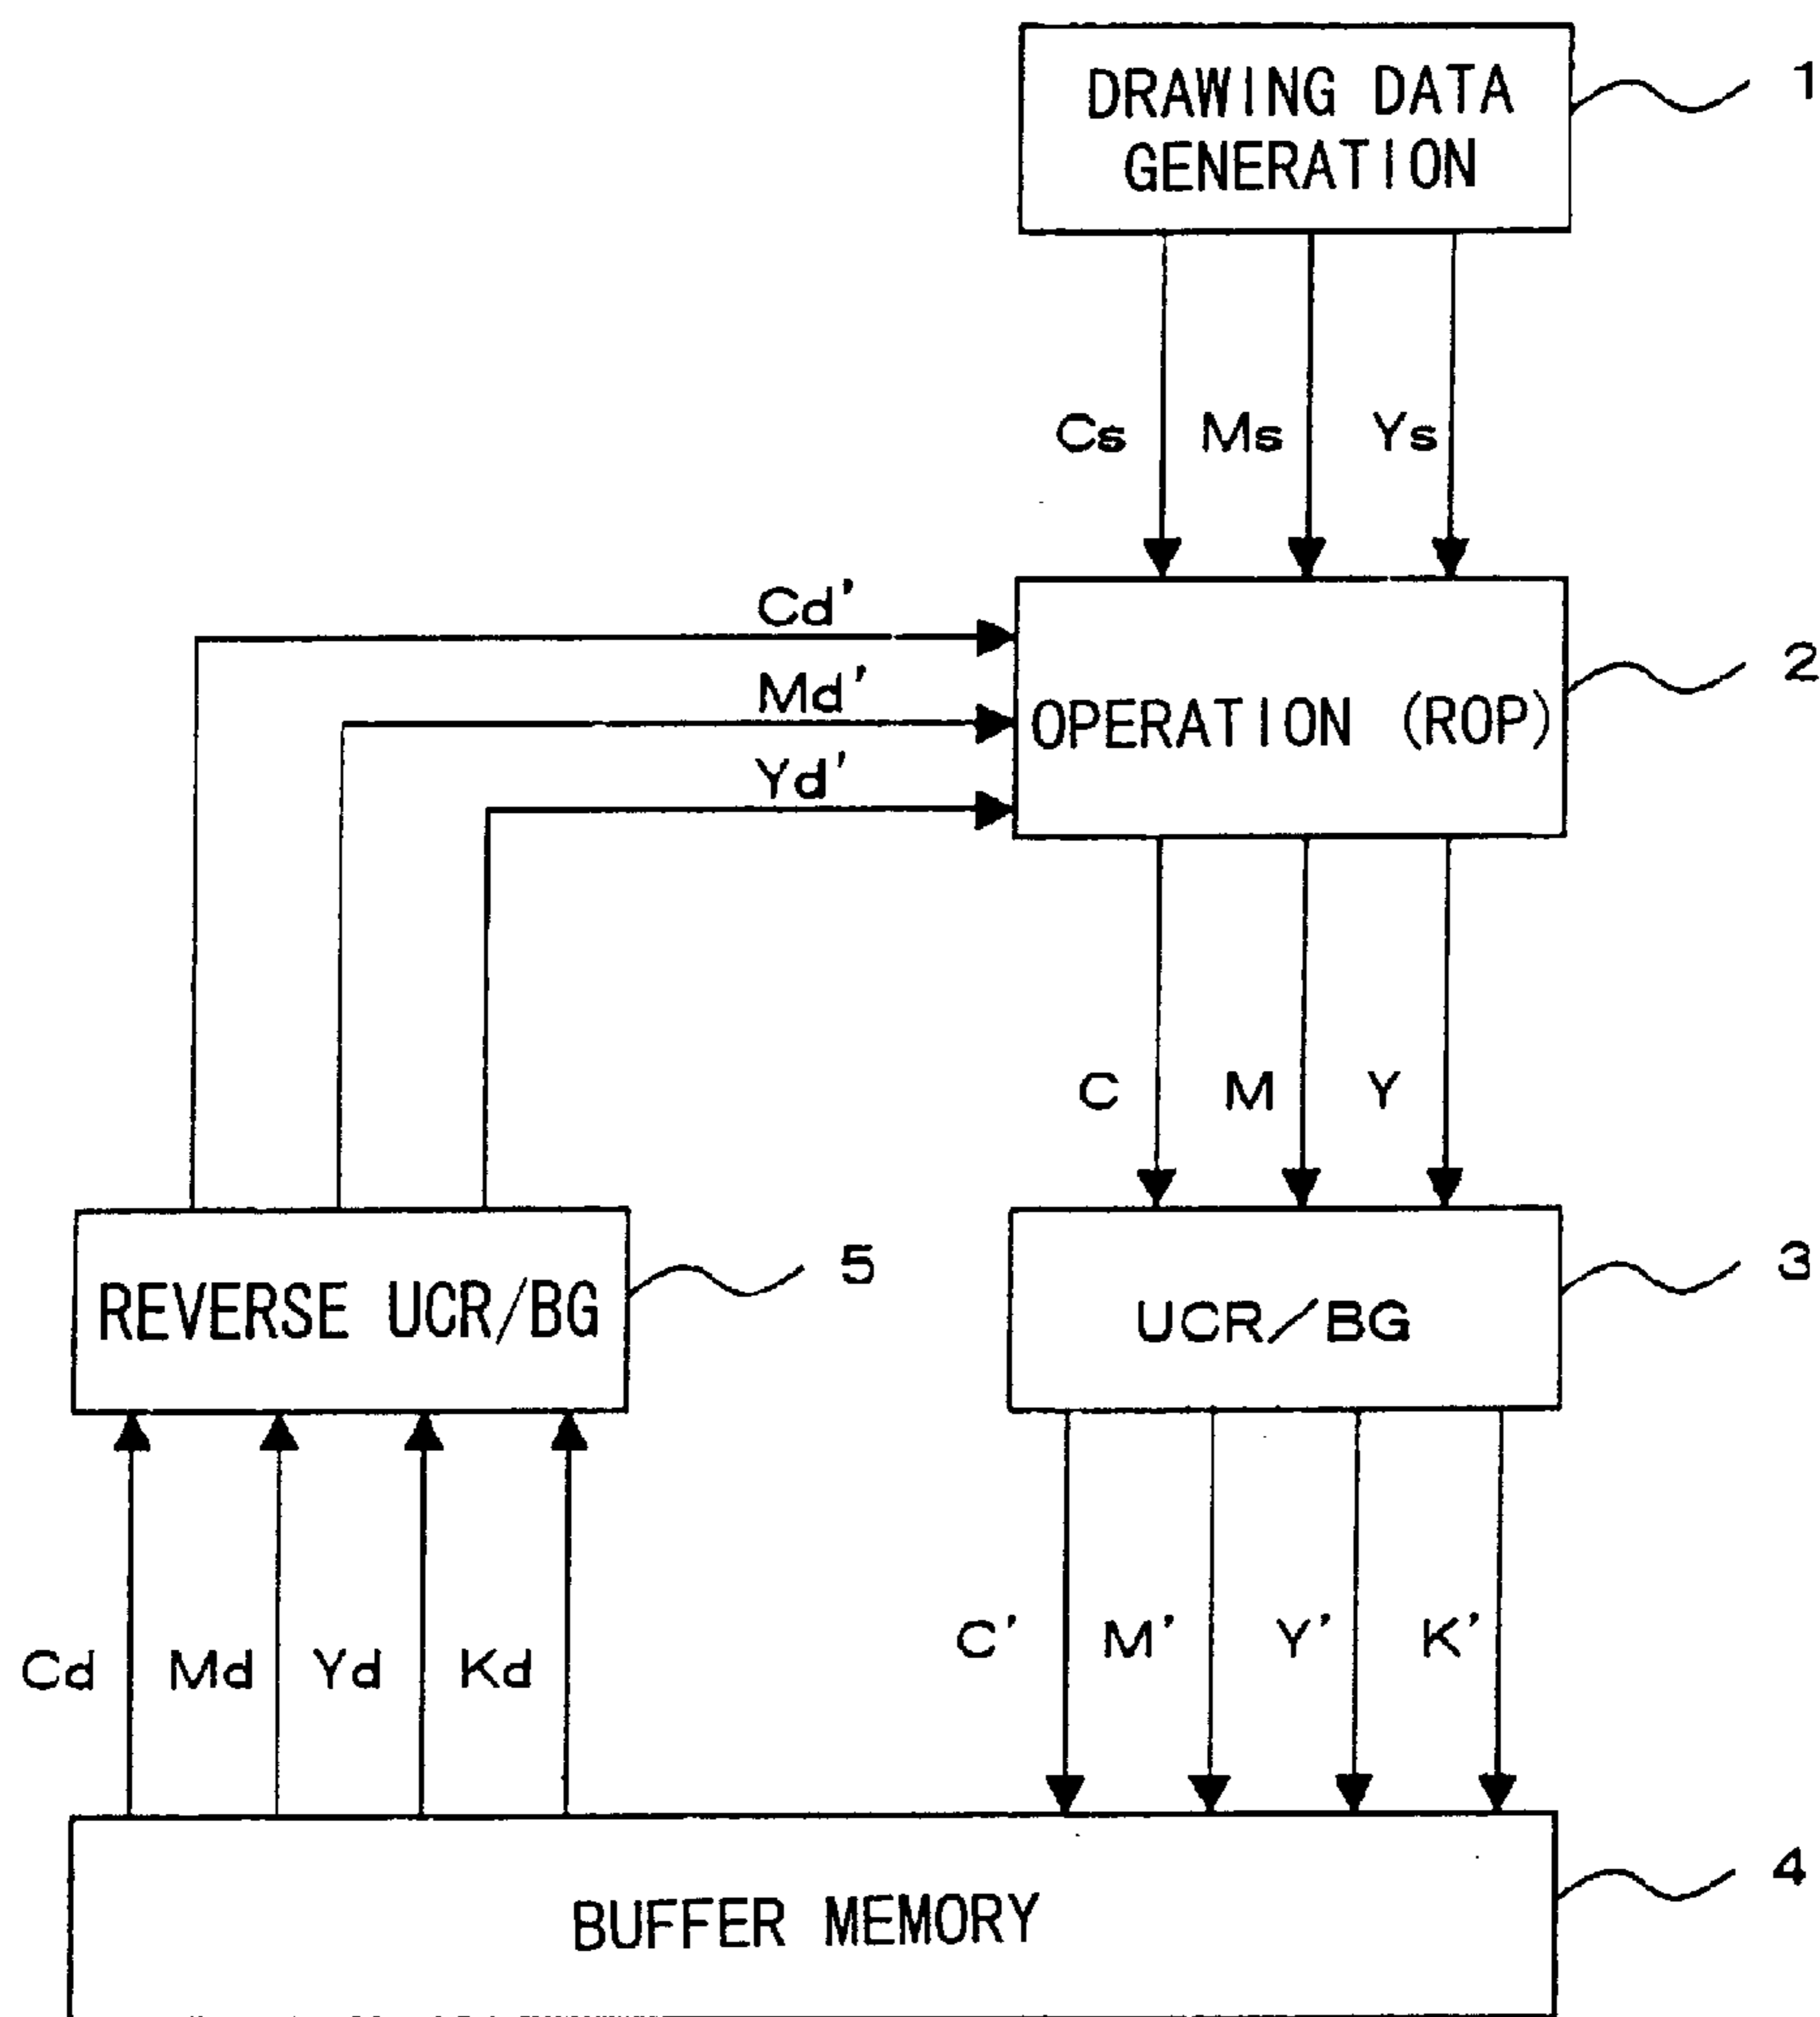 DRAWING DATA
GENERATION
1
Cs Ms Ys
Cd'
Md'
Yd'
OPERATION (ROP)
2
C M Y
REVERSE UCR/BG
5
UCR/BG
3
Cd Md Yd Kd
C' M' Y' K'
BUFFER MEMORY
4